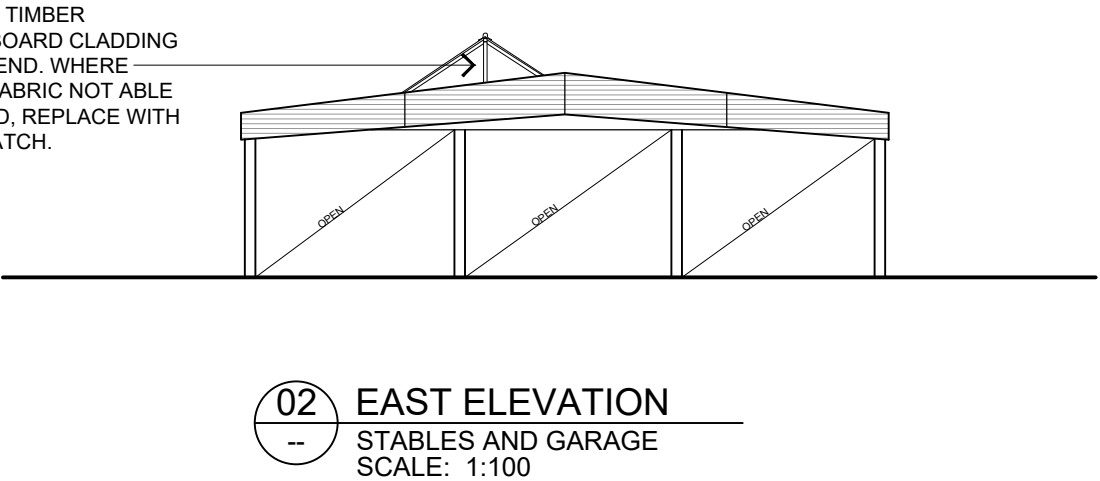 TIMBER
BOARD CLADDING
END. WHERE
ABRIC NOT ABLE
D, REPLACE WITH
ATCH.
OPEN
OPEN
OPEN
02
--
EAST ELEVATION
STABLES AND GARAGE
SCALE: 1:100